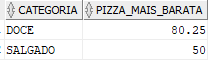 CATEGORIA PIZZA_MAIS_BARATA
DOCE 80.25
SALGADO 50